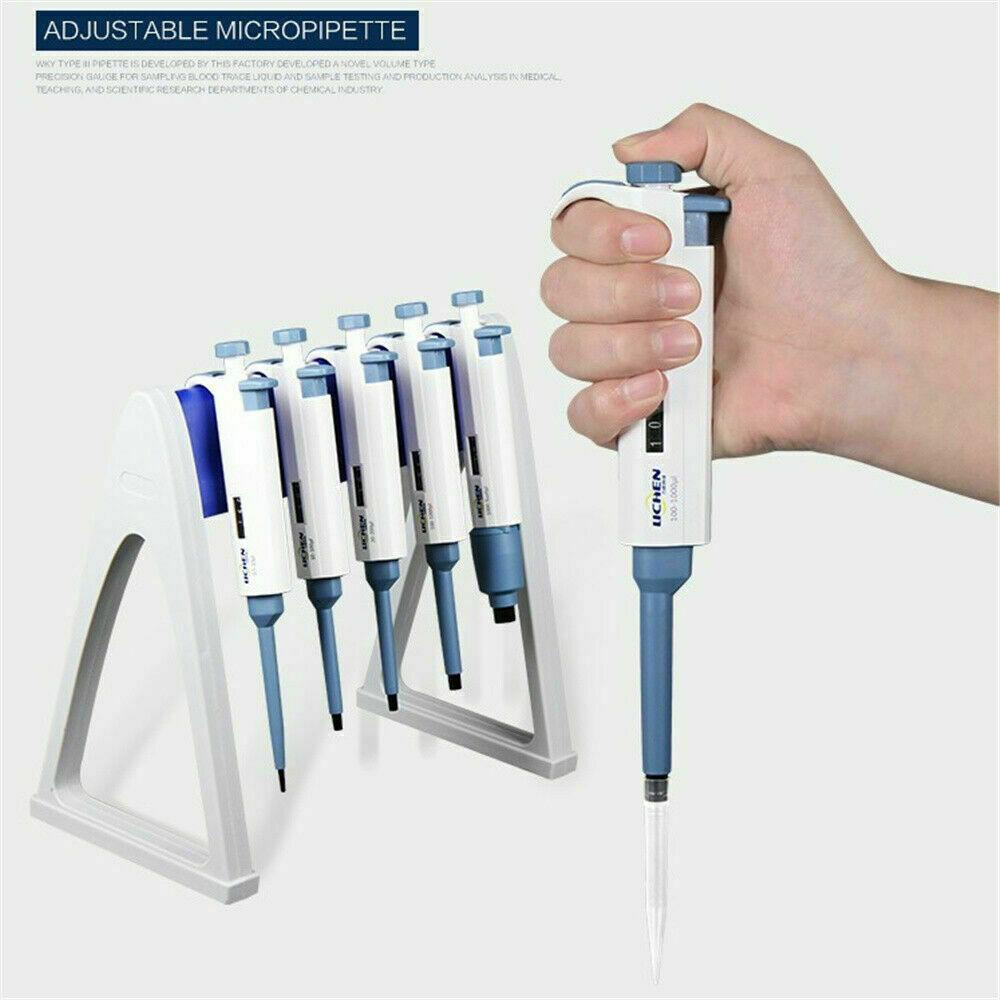 ADJUSTABLE MICROPIPETTE
WKY TYPE III PIPETTE IS DEVELOPED BY THIS FACTORY DEVELOPED A NOVEL VOLUME TYPE
PRECISION GAUGE FOR SAMPLING BLOOD TRACE LIQUID AND SAMPLE TESTING AND PRODUCTION ANALYSIS IN MEDICAL,
TEACHING, AND SCIENTIFIC RESEARCH DEPARTMENTS OF CHEMICAL INDUSTRY.
1 0
UCHEN
100-1000μl
UCHEN
UCHEN
UCHEN
UCHEN
UCHEN